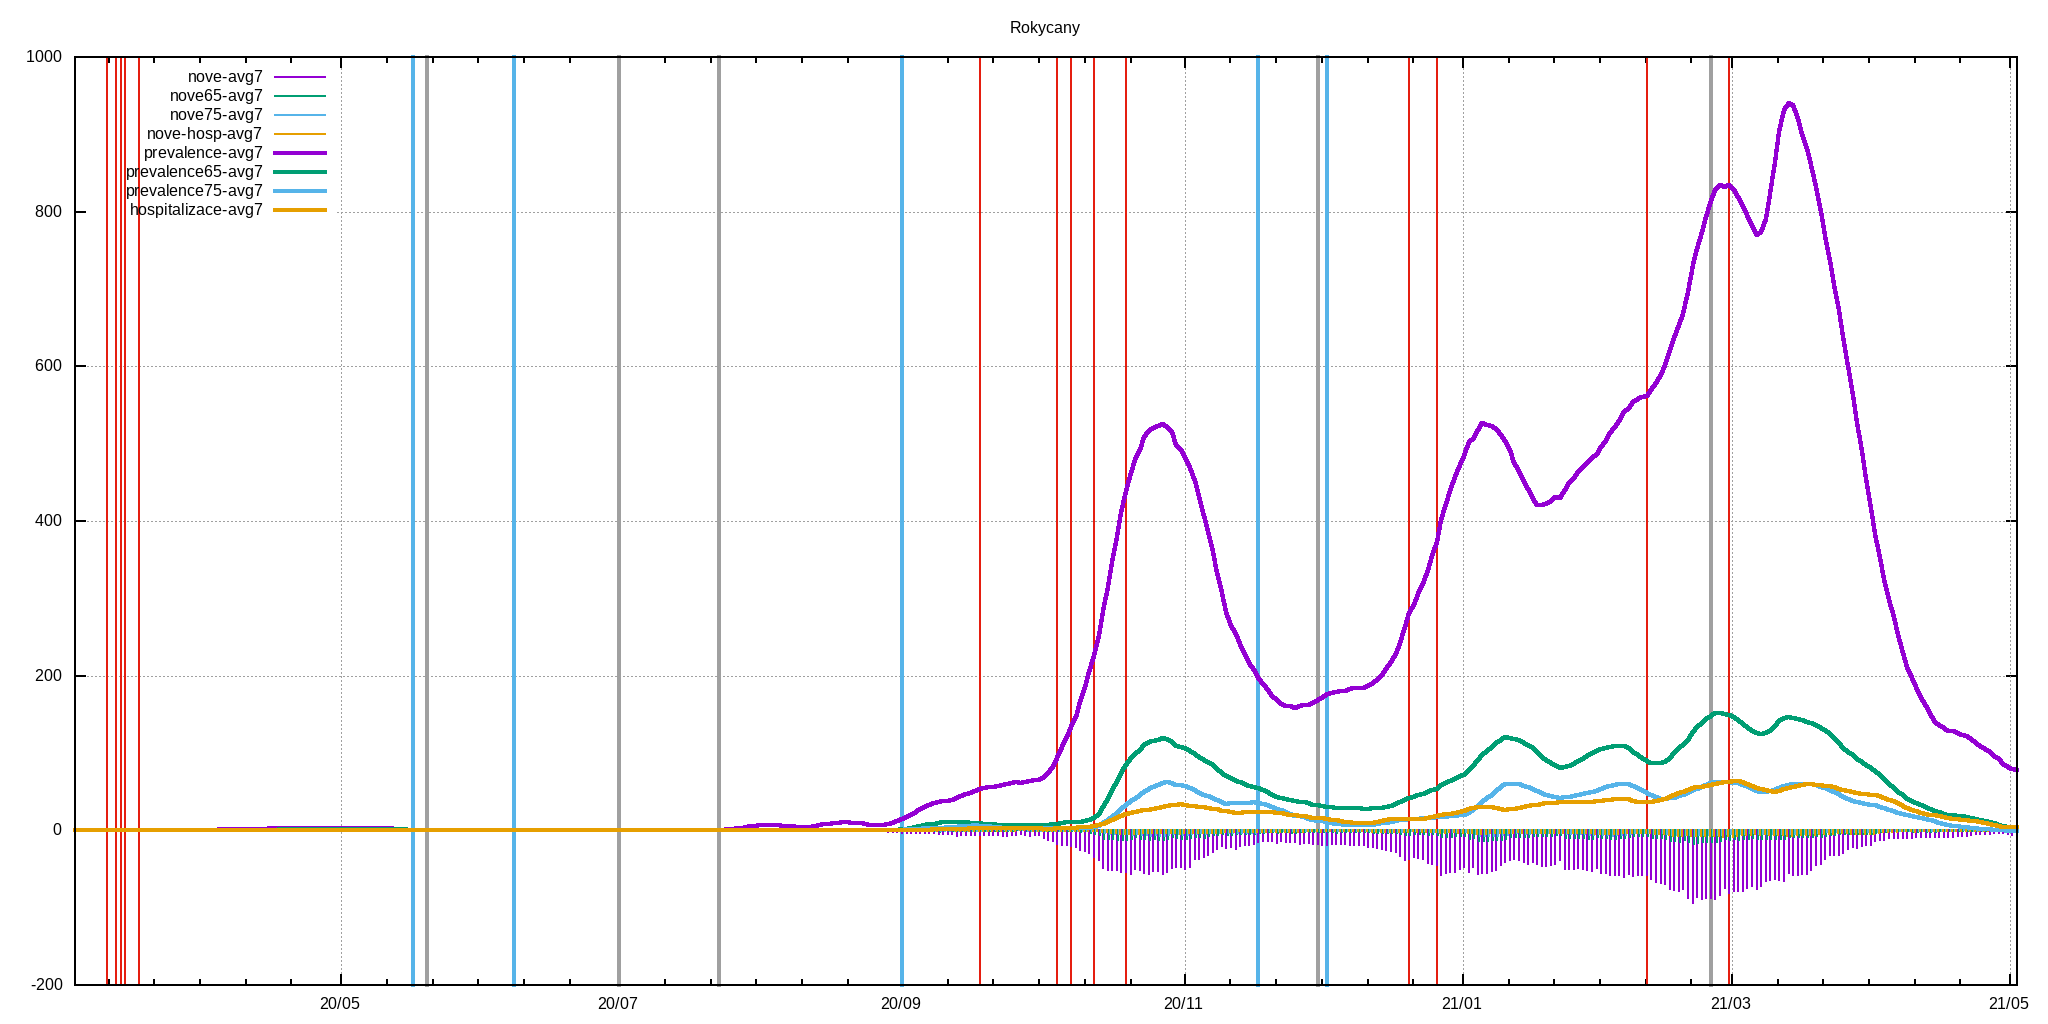 Rokycany
1000
800
600
400
200
0
-200
nove-avg7
nove65-avg7
nove75-avg7
nove-hosp-avg7
prevalence-avg7
prevalence65-avg7
prevalence75-avg7
hospitalizace-avg7
20/05
20/07
20/09
20/11
21/01
21/03
21/05